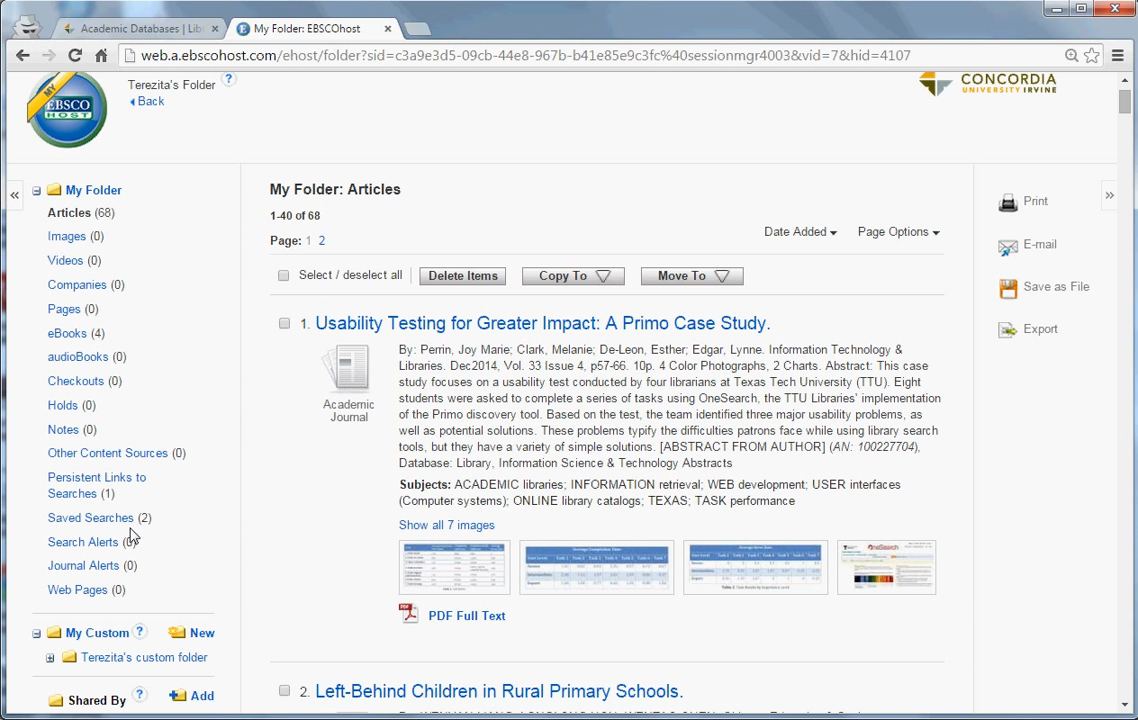 Academic Databases | Lib
My Folder: EBSCOhost
web.a.ebscohost.com/ehost/folder?sid=c3a9e3d5-09cb-44e8-967b-b41e85e9c3fc%40sessionmgr4003&vid=7&hid=4107
MY
EBSCO
HOST
Terezita's Folder ?
Back
CONCORDIA
UNIVERSITY IRVINE
«
My Folder
Articles (68)
Images (0)
Videos (0)
Companies (0)
Pages (0)
eBooks (4)
audioBooks (0)
Checkouts (0)
Holds (0)
Notes (0)
Other Content Sources (0)
Persistent Links to
Searches (1)
Saved Searches (2)
Search Alerts (0)
Journal Alerts (0)
Web Pages (0)
My Custom ? New
Terezita's custom folder
Shared By ? Add
My Folder: Articles
1-40 of 68
Page: 1 2
Date Added Page Options
Select / deselect all Delete Items Copy To Move To
1. Usability Testing for Greater Impact: A Primo Case Study.
Academic
Journal
By: Perrin, Joy Marie; Clark, Melanie; De-Leon, Esther; Edgar, Lynne. Information Technology &
Libraries. Dec2014, Vol. 33 Issue 4, p57-66. 10p. 4 Color Photographs, 2 Charts. Abstract: This case
study focuses on a usability test conducted by four librarians at Texas Tech University (TTU). Eight
students were asked to complete a series of tasks using OneSearch, the TTU Libraries' implementation
of the Primo discovery tool. Based on the test, the team identified three major usability problems, as
well as potential solutions. These problems typify the difficulties patrons face while using library search
tools, but they have a variety of simple solutions. [ABSTRACT FROM AUTHOR] (AN: 100227704),
Database: Library, Information Science & Technology Abstracts
Subjects: ACADEMIC libraries; INFORMATION retrieval; WEB development; USER interfaces
(Computer systems); ONLINE library catalogs; TEXAS; TASK performance
Show all 7 images
OneSearch
PDF Full Text
2. Left-Behind Children in Rural Primary Schools.
»
Print
E-mail
Save as File
Export